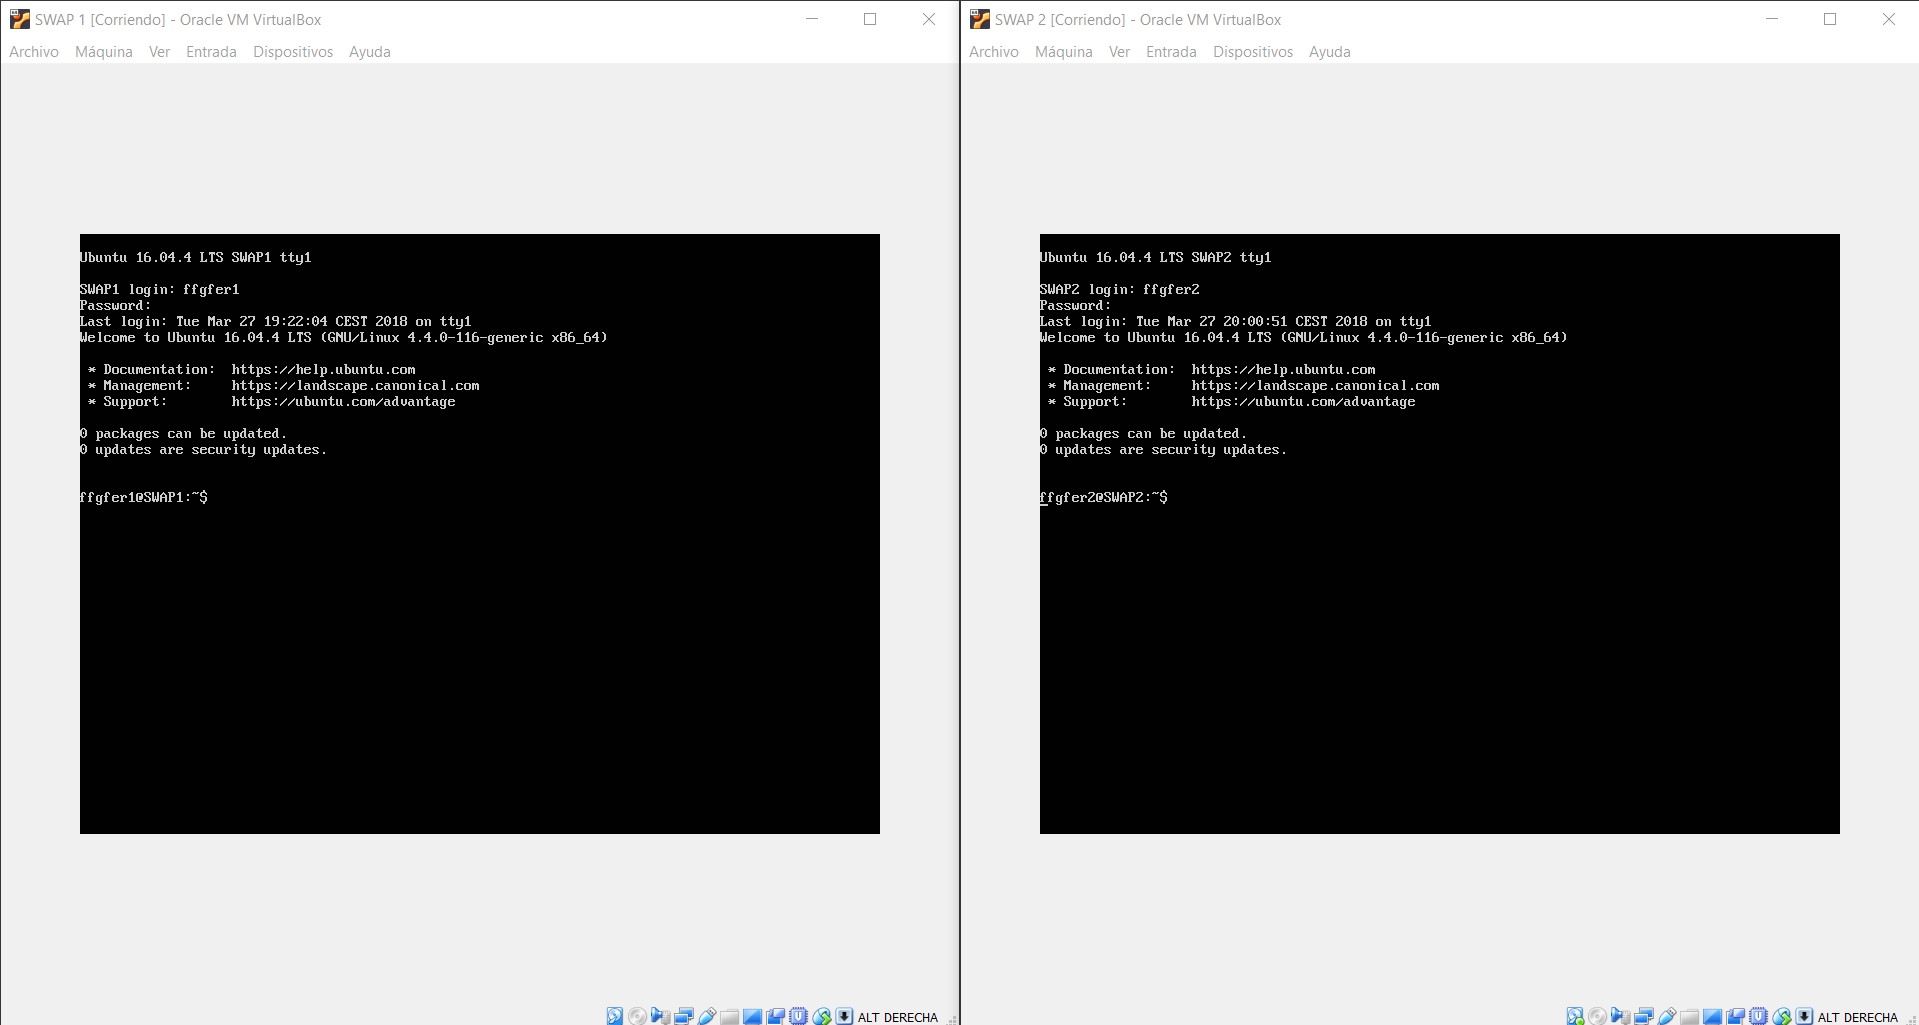 SWAP 1 [Corriendo] - Oracle VM VirtualBox
Archivo Máquina Ver Entrada Dispositivos Ayuda
Ubuntu 16.04.4 LTS SWAP1 tty1
SWAP1 login: ffgfer1
Password:
Last login: Tue Mar 27 19:22:04 CEST 2018 on tty1
Welcome to Ubuntu 16.04.4 LTS (GNU/Linux 4.4.0-116-generic x86_64)
* Documentation:  https://help.ubuntu.com
* Management:     https://landscape.canonical.com
* Support:        https://ubuntu.com/advantage
0 packages can be updated.
0 updates are security updates.
ffgfer1@SWAP1:~$
ALT DERECHA
SWAP 2 [Corriendo] - Oracle VM VirtualBox
Archivo Máquina Ver Entrada Dispositivos Ayuda
Ubuntu 16.04.4 LTS SWAP2 tty1
SWAP2 login: ffgfer2
Password:
Last login: Tue Mar 27 20:00:51 CEST 2018 on tty1
Welcome to Ubuntu 16.04.4 LTS (GNU/Linux 4.4.0-116-generic x86_64)
* Documentation:  https://help.ubuntu.com
* Management:     https://landscape.canonical.com
* Support:        https://ubuntu.com/advantage
0 packages can be updated.
0 updates are security updates.
ffgfer2@SWAP2:~$
ALT DERECHA